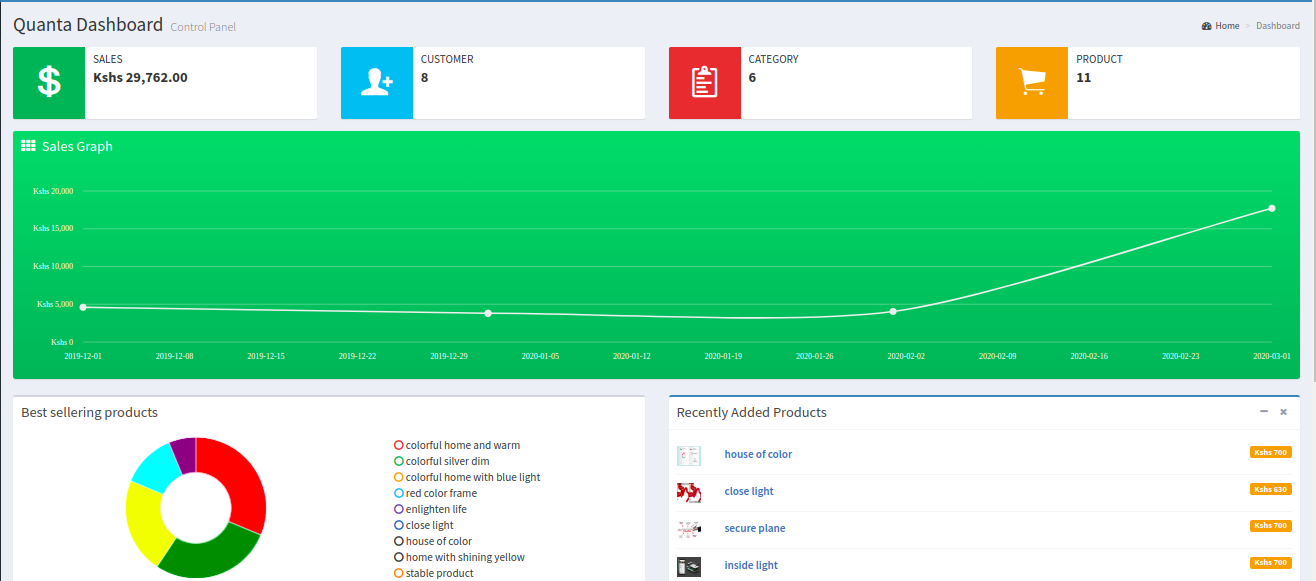 Quanta Dashboard Control Panel
Home > Dashboard
SALES
Kshs 29,762.00
CUSTOMER
8
CATEGORY
6
PRODUCT
11
Sales Graph
Kshs 20,000
Kshs 15,000
Kshs 10,000
Kshs 5,000
Kshs 0
2019-12-01 2019-12-08 2019-12-15 2019-12-22 2019-12-29 2020-01-05 2020-01-12 2020-01-19 2020-01-26 2020-02-02 2020-02-09 2020-02-16 2020-02-23 2020-03-01
Best sellering products
colorful home and warm
colorful silver dim
colorful home with blue light
red color frame
enlighten life
close light
house of color
home with shining yellow
stable product
Recently Added Products
house of color Kshs 700
close light Kshs 630
secure plane Kshs 700
inside light Kshs 700